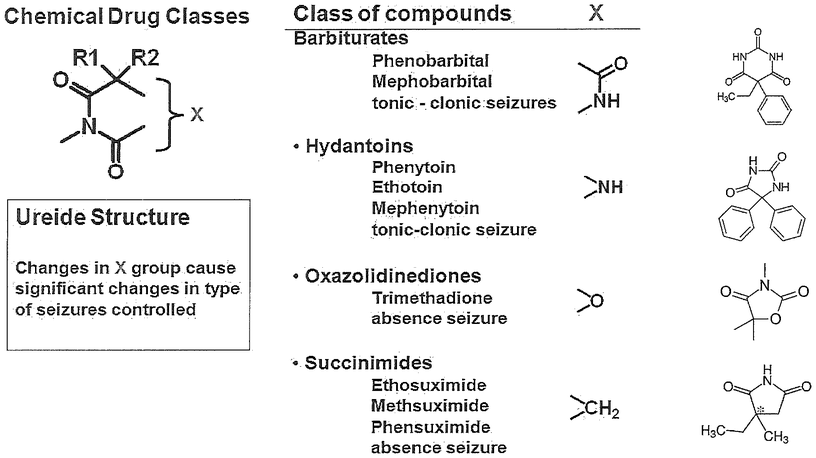 Chemical Drug Classes
R1 R2
O
N
O
X
Ureide Structure
Changes in X group cause
significant changes in type
of seizures controlled
Class of compounds X
Barbiturates
Phenobarbital
Mephobarbital
tonic - clonic seizures
O
NH
O
HN NH
O O
H₃C
• Hydantoins
Phenytoin
Ethotoin
Mephenytoin
tonic-clonic seizure
NH
H
N O
O NH
• Oxazolidinediones
Trimethadione
absence seizure
O
N
O O
O
• Succinimides
Ethosuximide
Methsuximide
Phensuximide
absence seizure
CH₂
H
N
O O
*
H₃C CH₃